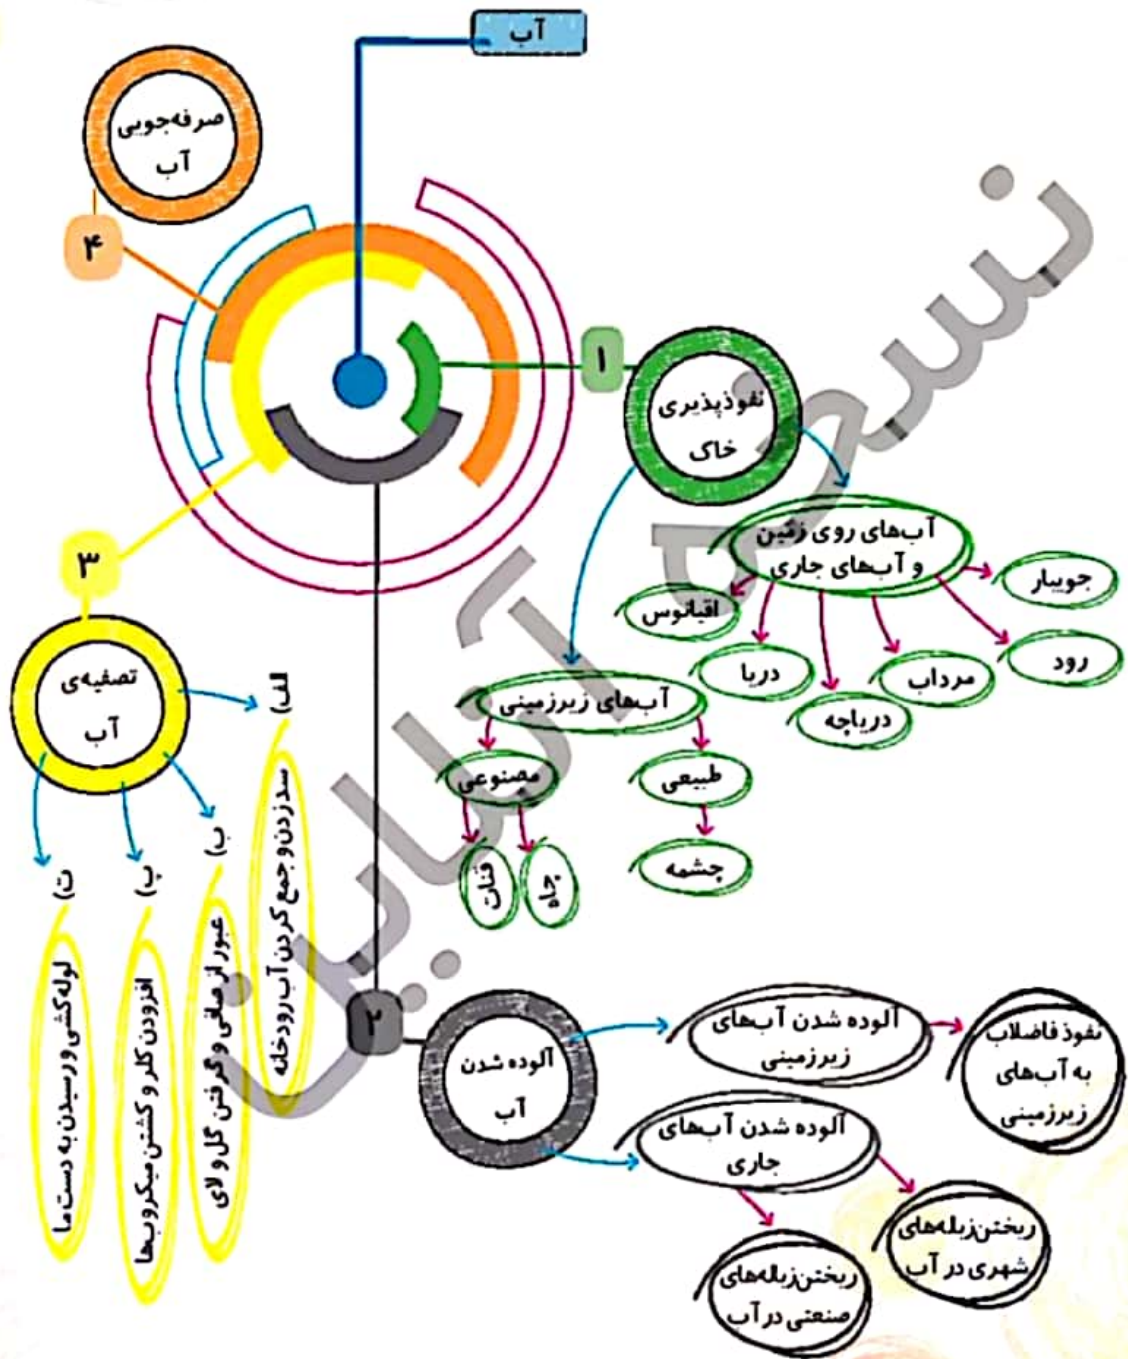 آب
۱
نفوذپذیری
خاک
آب‌های روی زمین
و آب‌های جاری
جویبار
رود
مرداب
دریاچه
دریا
اقیانوس
آب‌های زیرزمینی
طبیعی
چشمه
مصنوعی
چاه
قنات
۲
آلوده شدن
آب
آلوده شدن آب‌های
زیرزمینی
نفوذ فاضلاب
به آب‌های
زیرزمینی
آلوده شدن آب‌های
جاری
ریختن زباله‌های
شهری در آب
ریختن زباله‌های
صنعتی در آب
۳
تصفیه‌ی
آب
الف)
سد زدن و جمع کردن آب رودخانه
ب)
عبور از صافی و گرفتن گل و لای
پ)
افزودن کلر و کشتن میکروب‌ها
ت)
لوله‌کشی و رسیدن به دست ما
۴
صرفه‌جویی
آب
نسخه آنلاین